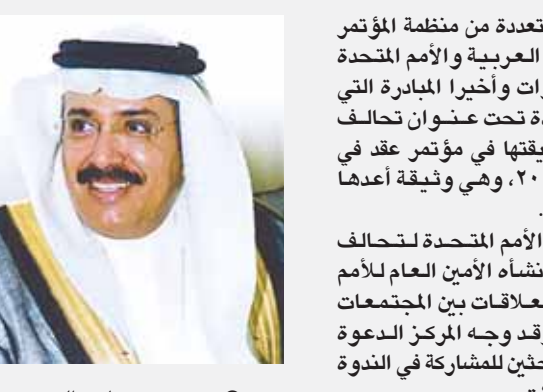 تعددة من منظمة المؤتمر
العربية والأمم المتحدة
رات وأخيرا المبادرة التي
دة تحت عنوان تحالف
يقتها في مؤتمر عقد في
٢٠، وهي وثيقة أعدها
.
الأمم المتحدة لتحالف
نشأه الأمين العام للأمم
علاقات بين المجتمعات
وقد وجه المركز الدعوة
حثين للمشاركة في الندوة